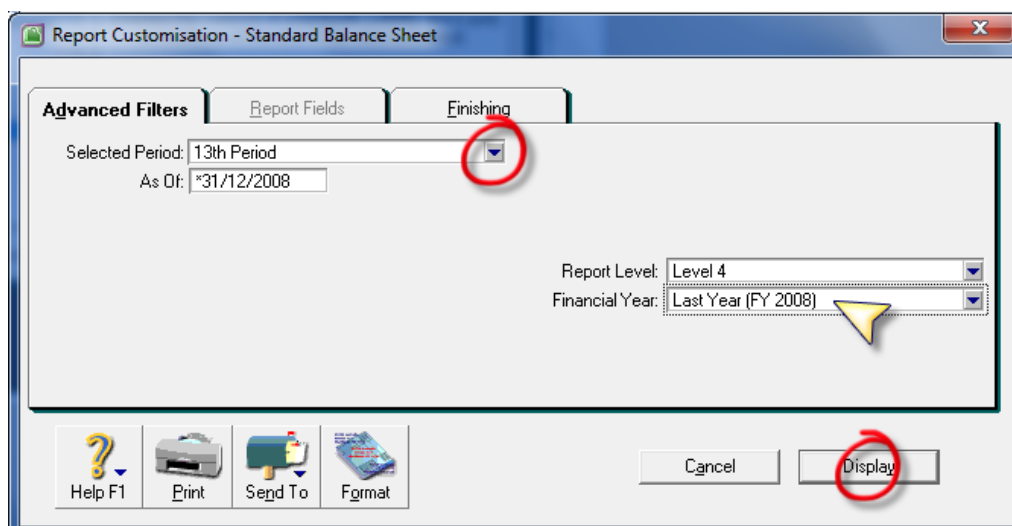 Report Customisation - Standard Balance Sheet
Advanced Filters Report Fields Finishing
Selected Period: 13th Period
As Of: *31/12/2008
Report Level: Level 4
Financial Year: Last Year (FY 2008)
Help F1 Print Send To Format Cancel Display